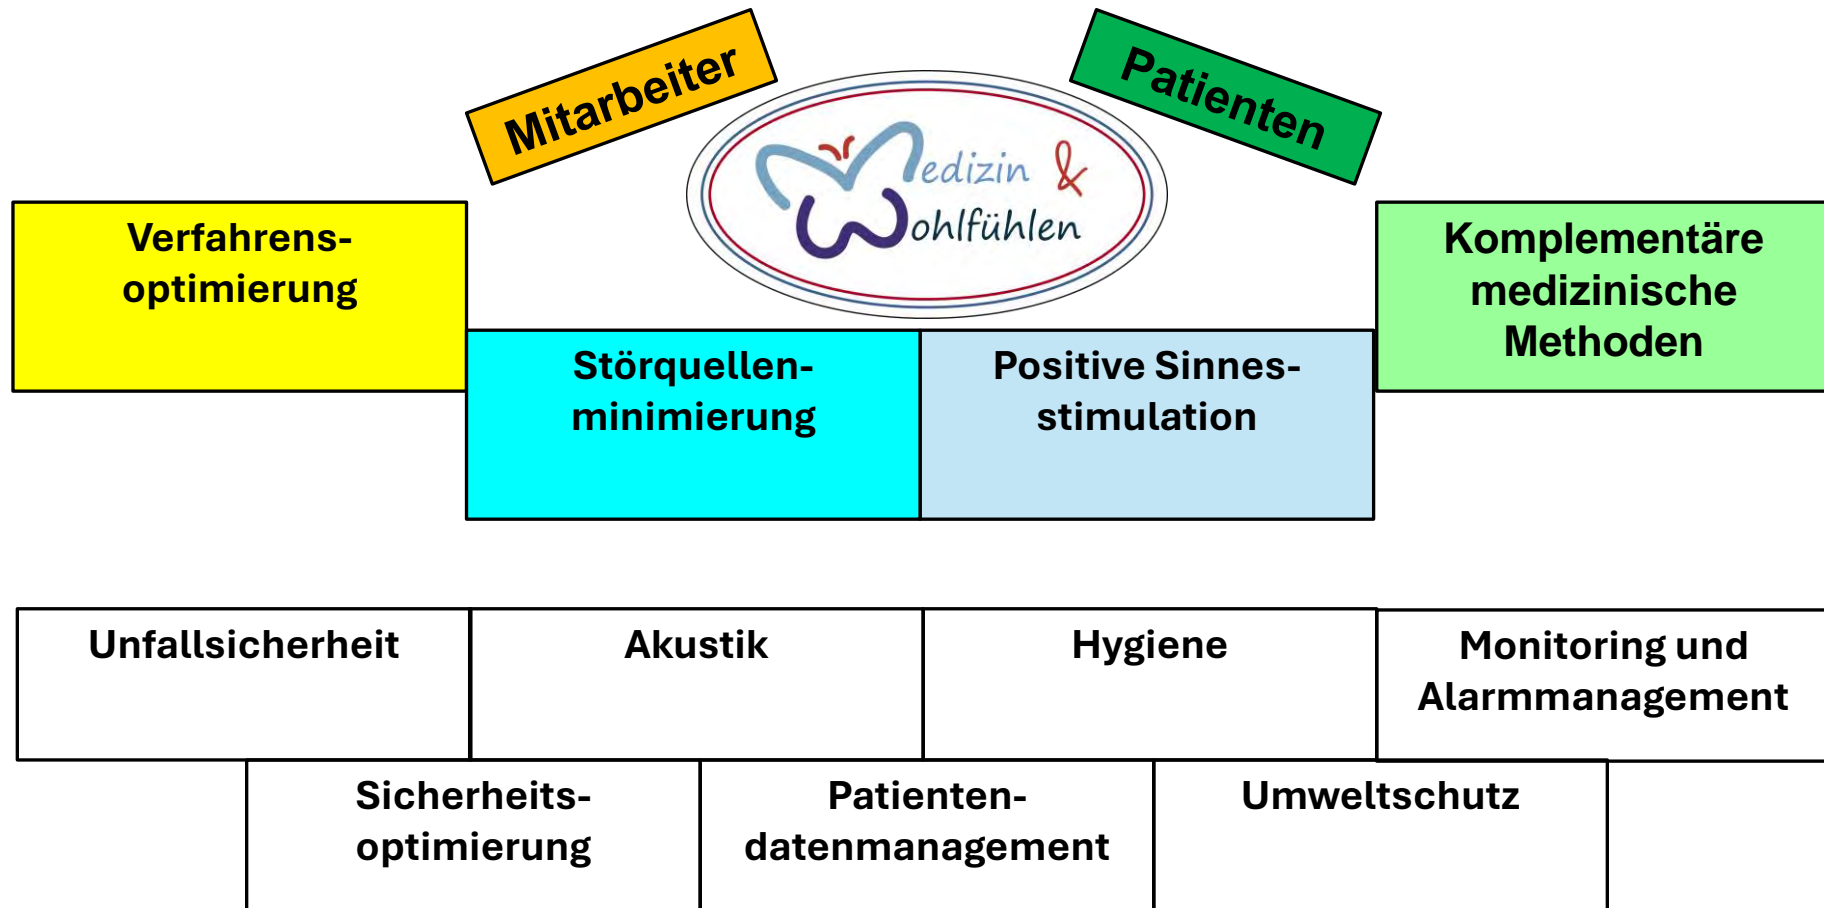 Mitarbeiter
Patienten
Medizin &
Wohlfühlen
Verfahrens-
optimierung
Komplementäre
medizinische
Methoden
Störquellen-
minimierung
Positive Sinnes-
stimulation
Unfallsicherheit
Akustik
Hygiene
Monitoring und
Alarmmanagement
Sicherheits-
optimierung
Patienten-
datenmanagement
Umweltschutz